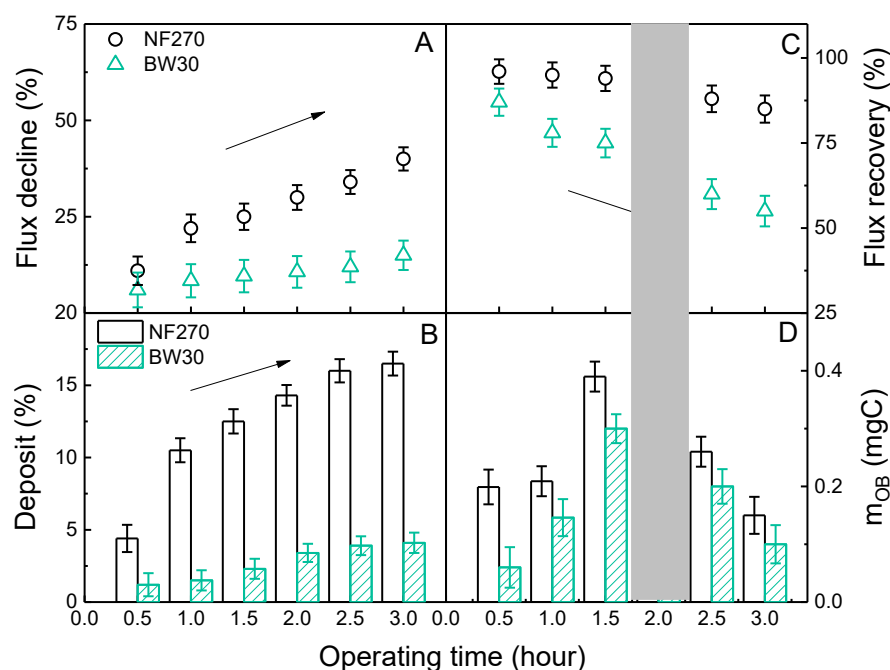 Flux decline (%)
75
50
25
20
NF270
BW30
A
C
100
75
50
25
Flux recovery (%)
Deposit (%)
15
10
5
0
NF270
BW30
B
D
0.4
0.2
0.0
m_OB (mgC)
0.0 0.5 1.0 1.5 2.0 2.5 3.0 0.0 0.5 1.0 1.5 2.0 2.5 3.0
Operating time (hour)